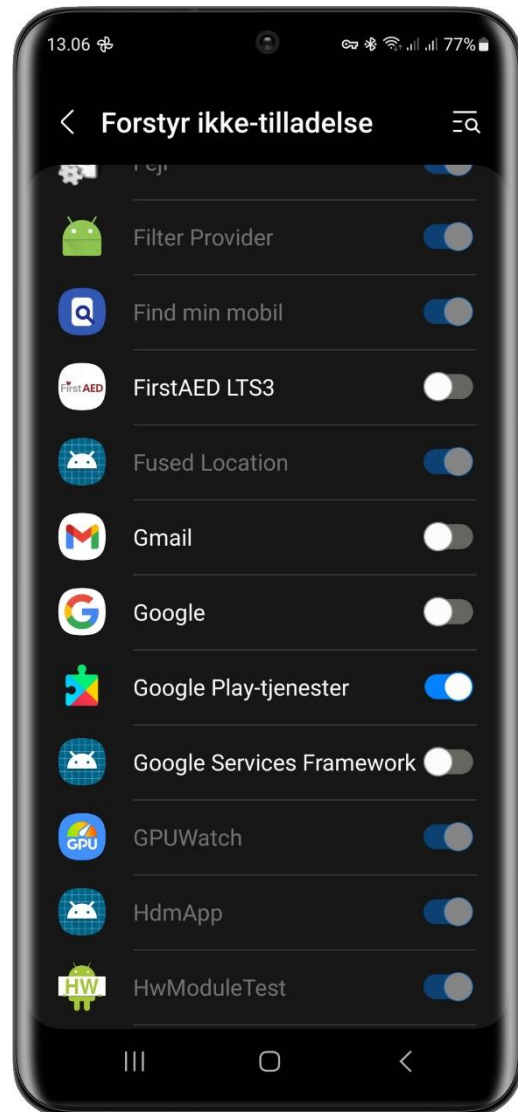 13.06
77%
Forstyr ikke-tilladelse
Filter Provider
Find min mobil
FirstAED
FirstAED LTS3
Fused Location
Gmail
Google
Google Play-tjenester
Google Services Framework
GPU
GPUWatch
HdmApp
HW
HwModuleTest